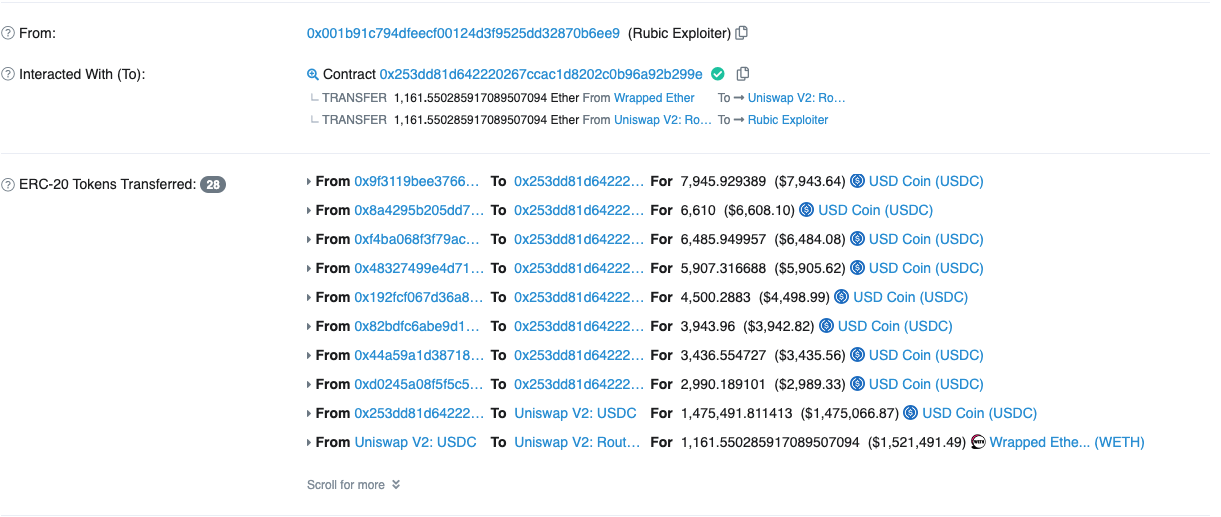 From: 0x001b91c794dfeecf00124d3f9525dd32870b6ee9 (Rubic Exploiter)
Interacted With (To): Contract 0x253dd81d642220267ccac1d8202c0b96a92b299e
TRANSFER 1,161.550285917089507094 Ether From Wrapped Ether To → Uniswap V2: Ro...
TRANSFER 1,161.550285917089507094 Ether From Uniswap V2: Ro... To → Rubic Exploiter
ERC-20 Tokens Transferred: 28
From 0x9f3119bee3766... To 0x253dd81d64222... For 7,945.929389 ($7,943.64) USD Coin (USDC)
From 0x8a4295b205dd7... To 0x253dd81d64222... For 6,610 ($6,608.10) USD Coin (USDC)
From 0xf4ba068f3f79ac... To 0x253dd81d64222... For 6,485.949957 ($6,484.08) USD Coin (USDC)
From 0x48327499e4d71... To 0x253dd81d64222... For 5,907.316688 ($5,905.62) USD Coin (USDC)
From 0x192fcf067d36a8... To 0x253dd81d64222... For 4,500.2883 ($4,498.99) USD Coin (USDC)
From 0x82bdfc6abe9d1... To 0x253dd81d64222... For 3,943.96 ($3,942.82) USD Coin (USDC)
From 0x44a59a1d38718... To 0x253dd81d64222... For 3,436.554727 ($3,435.56) USD Coin (USDC)
From 0xd0245a08f5f5c5... To 0x253dd81d64222... For 2,990.189101 ($2,989.33) USD Coin (USDC)
From 0x253dd81d64222... To Uniswap V2: USDC For 1,475,491.811413 ($1,475,066.87) USD Coin (USDC)
From Uniswap V2: USDC To Uniswap V2: Rout... For 1,161.550285917089507094 ($1,521,491.49) Wrapped Ethe... (WETH)
Scroll for more